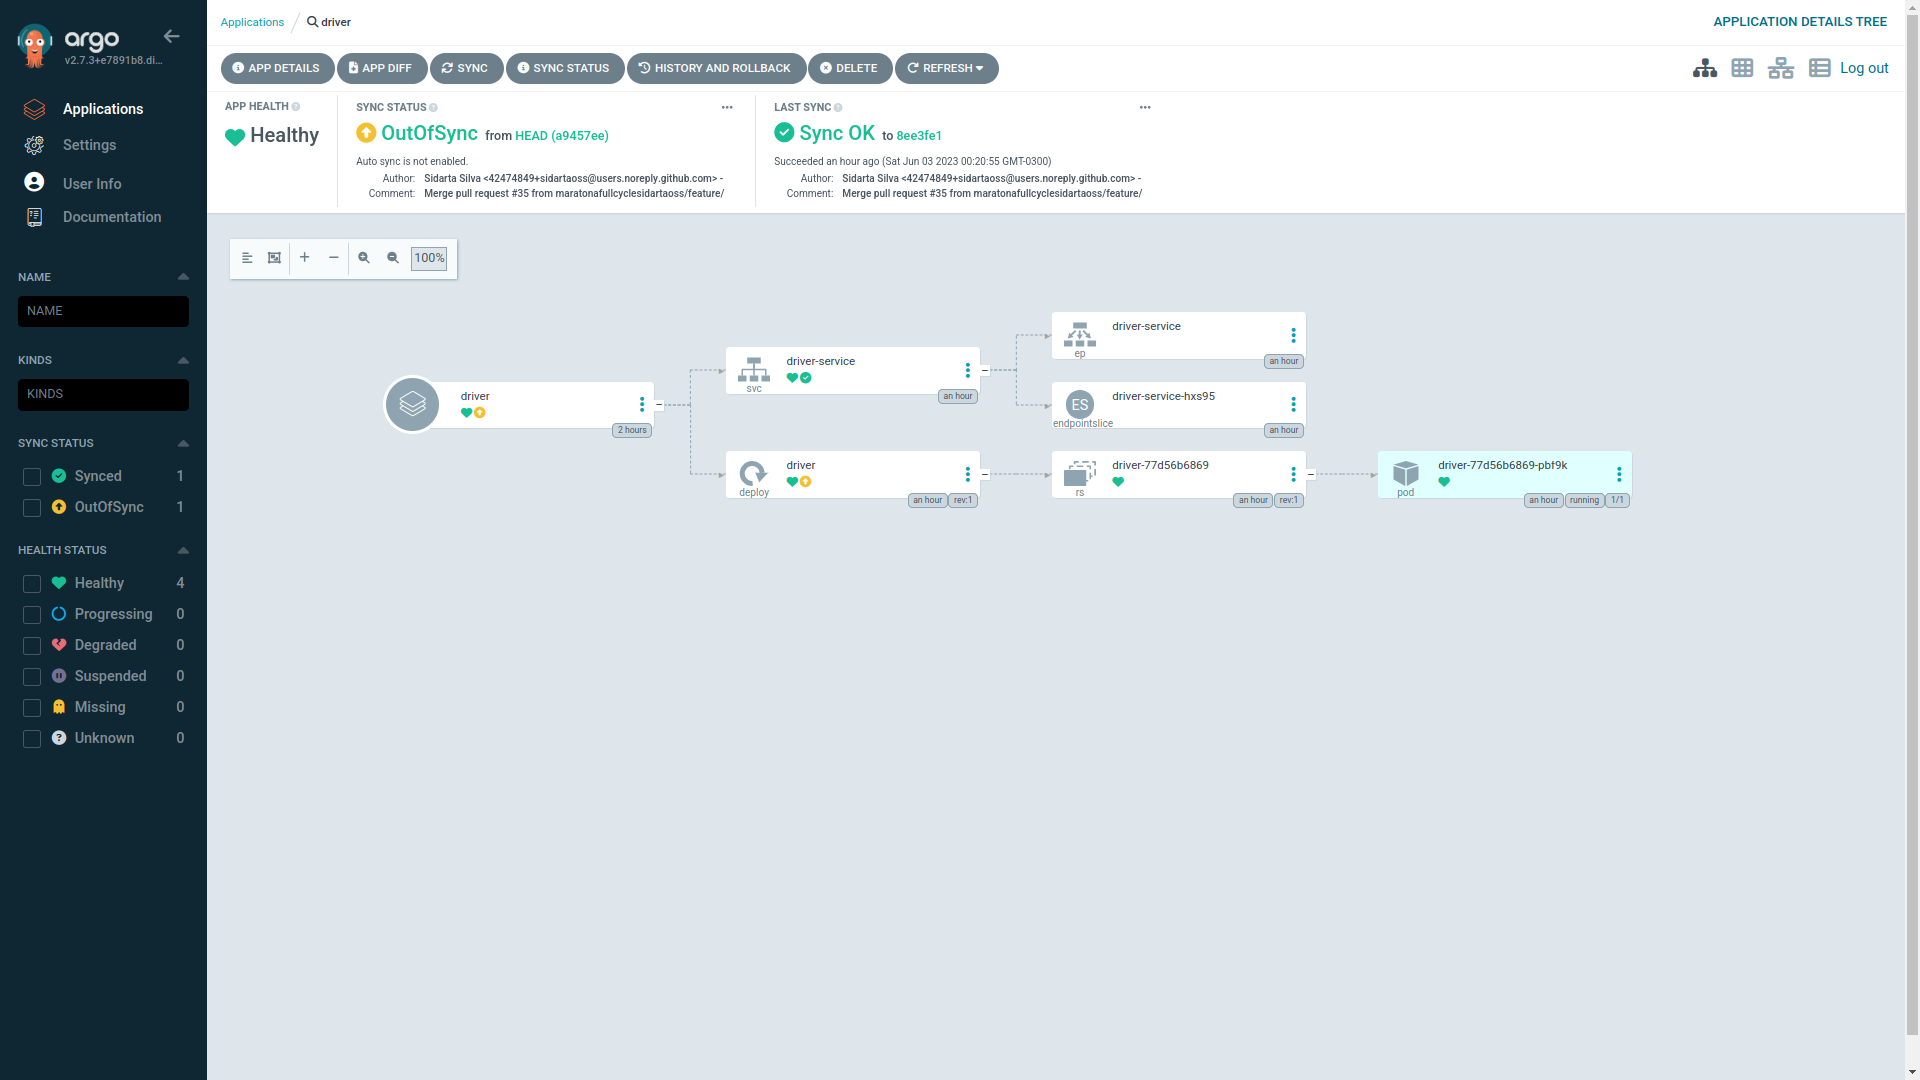 argo
v2.7.3+e7891b8.di...
Applications
Settings
User Info
Documentation
NAME
NAME
KINDS
KINDS
SYNC STATUS
Synced 1
OutOfSync 1
HEALTH STATUS
Healthy 4
Progressing 0
Degraded 0
Suspended 0
Missing 0
Unknown 0
Applications / driver
APPLICATION DETAILS TREE
APP DETAILS APP DIFF SYNC SYNC STATUS HISTORY AND ROLLBACK DELETE REFRESH
Log out
APP HEALTH
Healthy
SYNC STATUS
OutOfSync from HEAD (a9457ee)
Auto sync is not enabled.
Author: Sidarta Silva <42474849+sidartaoss@users.noreply.github.com> -
Comment: Merge pull request #35 from maratonafullcyclesidartaoss/feature/
LAST SYNC
Sync OK to 8ee3fe1
Succeeded an hour ago (Sat Jun 03 2023 00:20:55 GMT-0300)
Author: Sidarta Silva <42474849+sidartaoss@users.noreply.github.com> -
Comment: Merge pull request #35 from maratonafullcyclesidartaoss/feature/
100%
driver
2 hours
driver-service
svc
an hour
driver-service
ep
an hour
ES
driver-service-hxs95
endpointslice
an hour
driver
deploy
an hour rev:1
driver-77d56b6869
rs
an hour rev:1
driver-77d56b6869-pbf9k
pod
an hour running 1/1